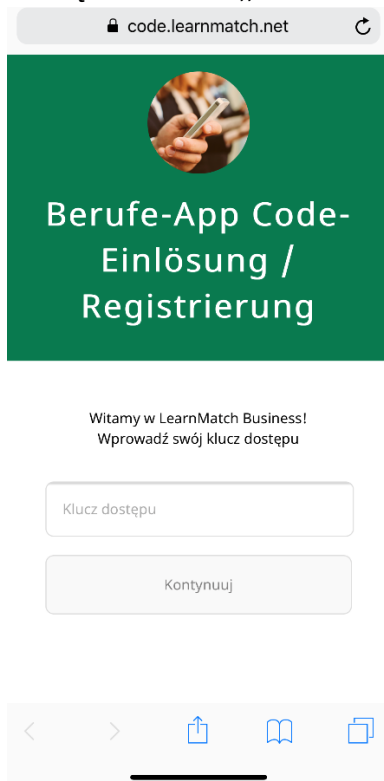 code.learnmatch.net
Berufe-App Code-
Einlösung /
Registrierung
Witamy w LearnMatch Business!
Wprowadź swój klucz dostępu
Klucz dostępu
Kontynuuj